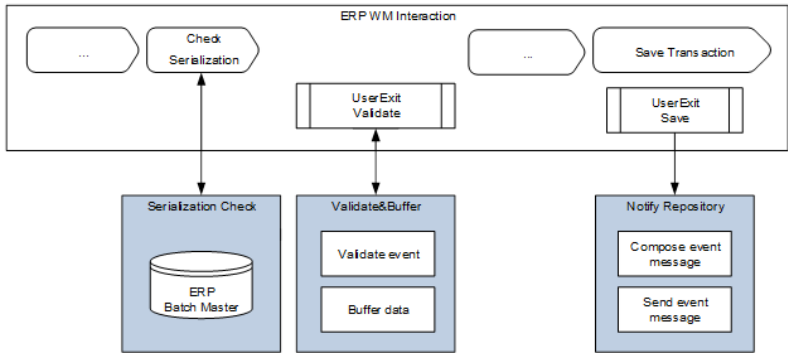 ERP WM Interaction
...
Check
Serialization
...
Save Transaction
UserExit
Validate
UserExit
Save
Serialization Check
ERP
Batch Master
Validate&Buffer
Validate event
Buffer data
Notify Repository
Compose event
message
Send event
message